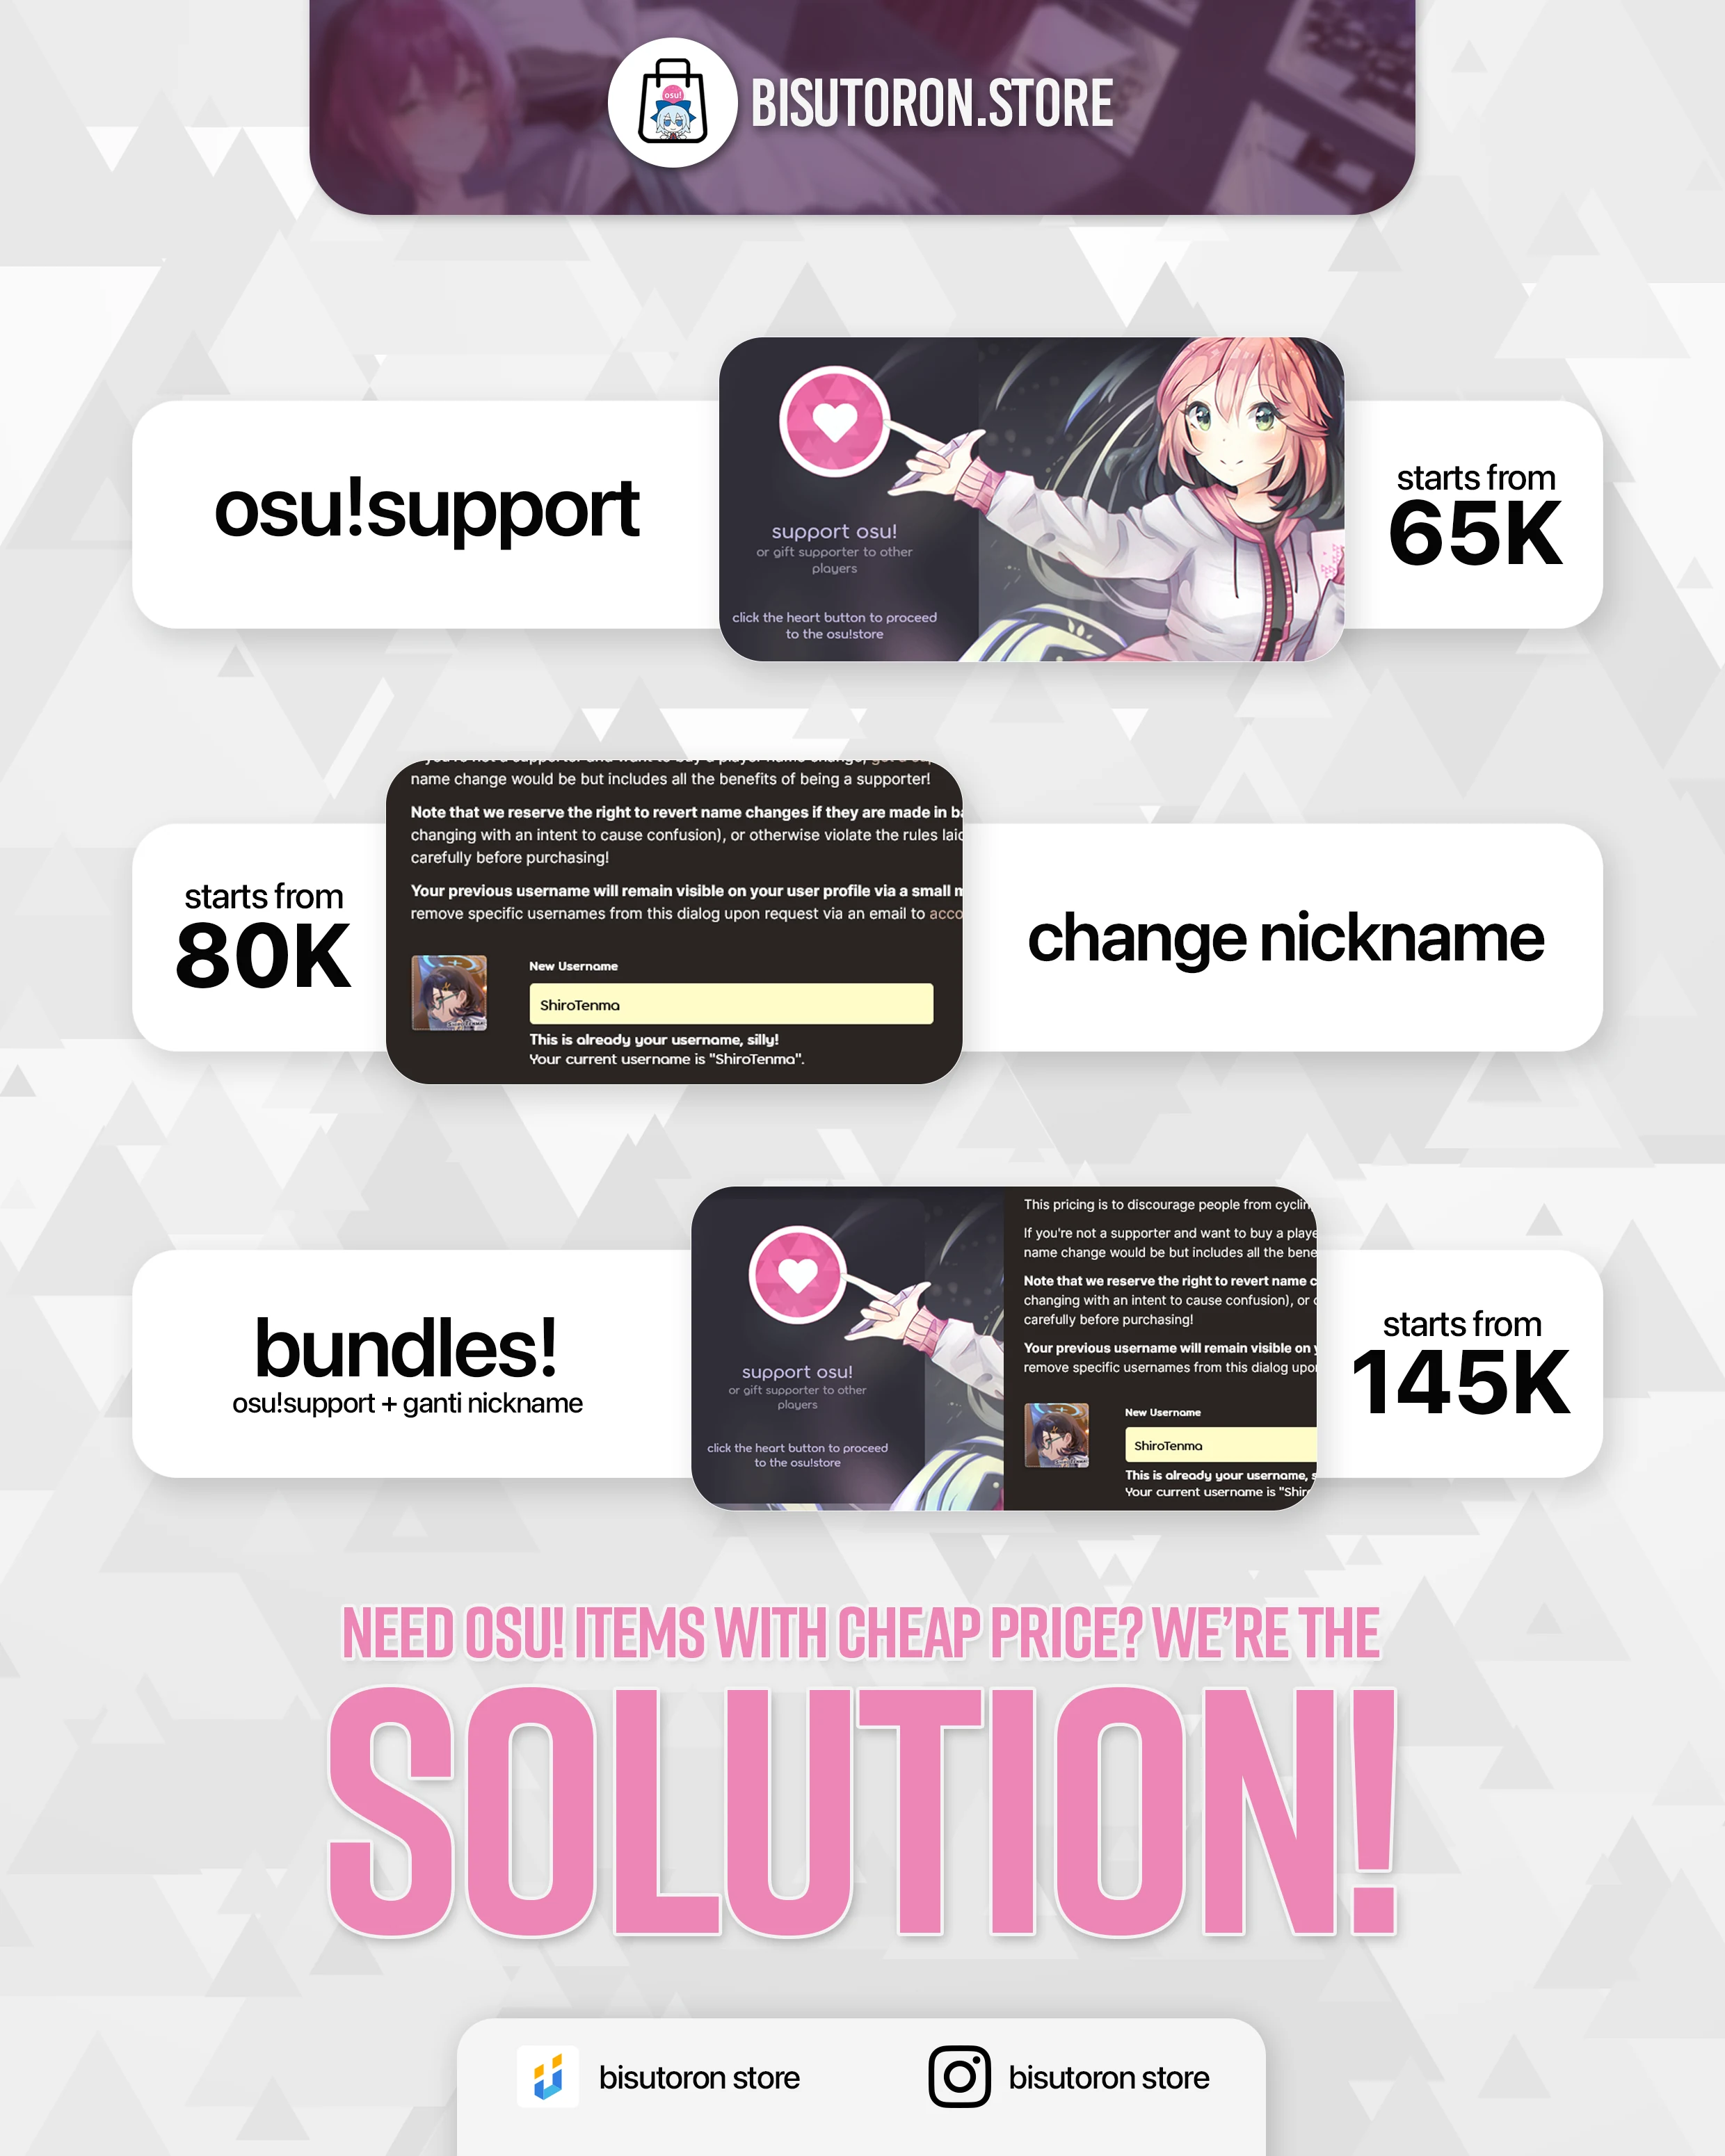 osu!
BISUTORON.STORE
osu!support
support osu!
or gift supporter to other
players
click the heart button to proceed
to the osu!store
starts from
65K
starts from
80K
name change would be but includes all the benefits of being a supporter!
Note that we reserve the right to revert name changes if they are made in
changing with an intent to cause confusion), or otherwise violate the rules
carefully before purchasing!
Your previous username will remain visible on your user profile via a small
remove specific usernames from this dialog upon request via an email to
New Username
ShiroTenma
This is already your username, silly!
Your current username is "ShiroTenma".
change nickname
bundles!
osu!support + ganti nickname
support osu!
or gift supporter to other
players
click the heart button to proceed
to the osu!store
This pricing is to discourage people from
If you're not a supporter and want to buy a
name change would be but includes all the
Note that we reserve the right to revert name
changing with an intent to cause confusion), or
carefully before purchasing!
Your previous username will remain visible on
remove specific usernames from this dialog
New Username
ShiroTenma
This is already your username,
Your current username is
starts from
145K
NEED OSU! ITEMS WITH CHEAP PRICE? WE'RE THE
SOLUTION!
bisutoron store
bisutoron store